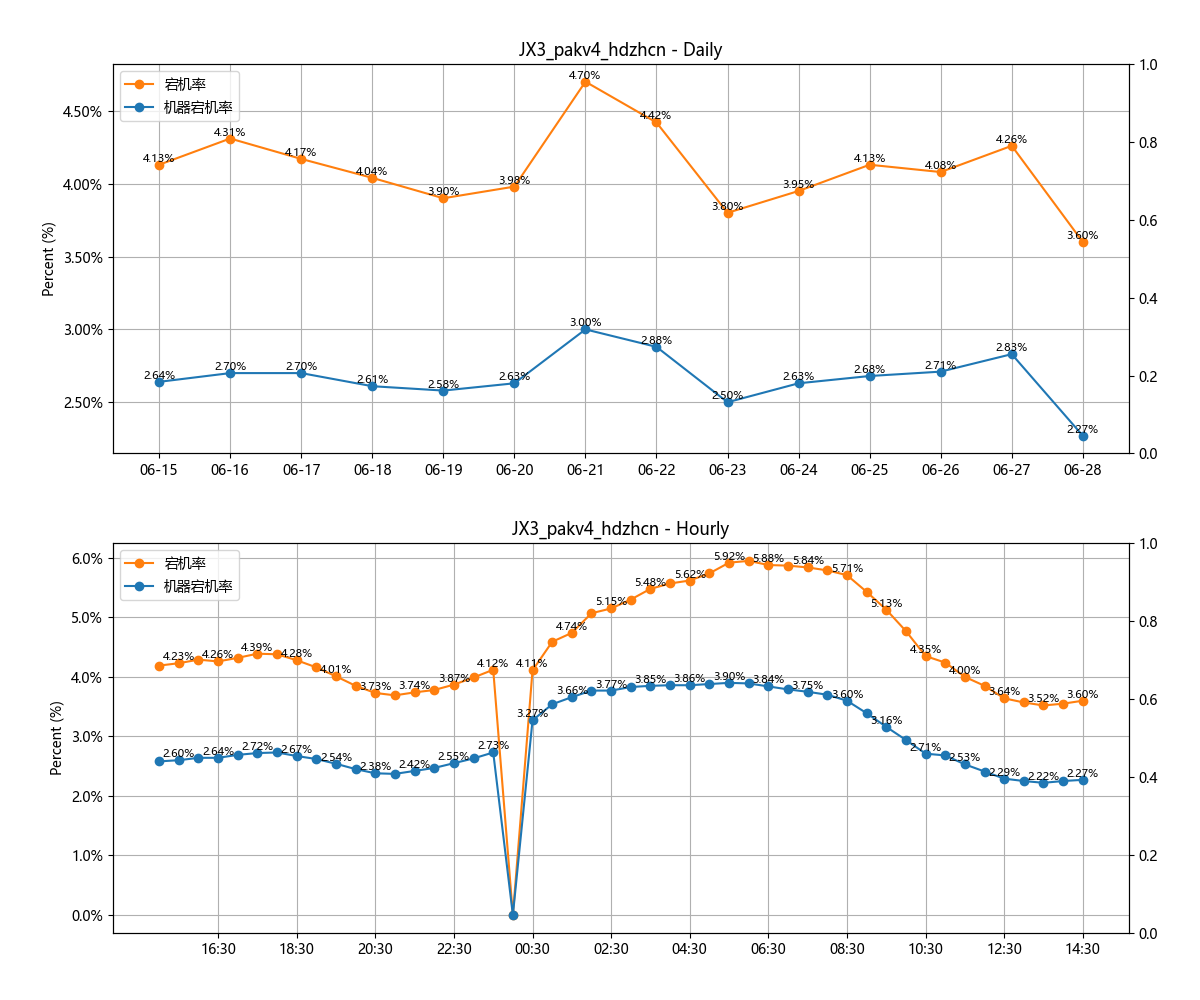 JX3_pakv4_hdzhcn - Daily
宕机率
机器宕机率
Percent (%)
4.50%
4.00%
3.50%
3.00%
2.50%
1.0
0.8
0.6
0.4
0.2
0.0
4.13% 4.31% 4.17% 4.04% 3.90% 3.98% 4.70% 4.42% 3.80% 3.95% 4.13% 4.08% 4.26% 3.60%
2.64% 2.70% 2.70% 2.61% 2.58% 2.63% 3.00% 2.88% 2.50% 2.63% 2.68% 2.71% 2.83% 2.27%
06-15 06-16 06-17 06-18 06-19 06-20 06-21 06-22 06-23 06-24 06-25 06-26 06-27 06-28
JX3_pakv4_hdzhcn - Hourly
宕机率
机器宕机率
Percent (%)
6.0%
5.0%
4.0%
3.0%
2.0%
1.0%
0.0%
1.0
0.8
0.6
0.4
0.2
0.0
4.23% 4.26% 4.39% 4.28% 4.01% 3.73% 3.74% 3.87% 4.12% 4.11% 4.74% 5.15% 5.48% 5.62% 5.92% 5.88% 5.84% 5.71% 5.13% 4.35% 4.00% 3.64% 3.52% 3.60%
2.60% 2.64% 2.72% 2.67% 2.54% 2.38% 2.42% 2.55% 2.73% 3.27% 3.66% 3.77% 3.85% 3.86% 3.90% 3.84% 3.75% 3.60% 3.16% 2.71% 2.53% 2.29% 2.22% 2.27%
16:30 18:30 20:30 22:30 00:30 02:30 04:30 06:30 08:30 10:30 12:30 14:30